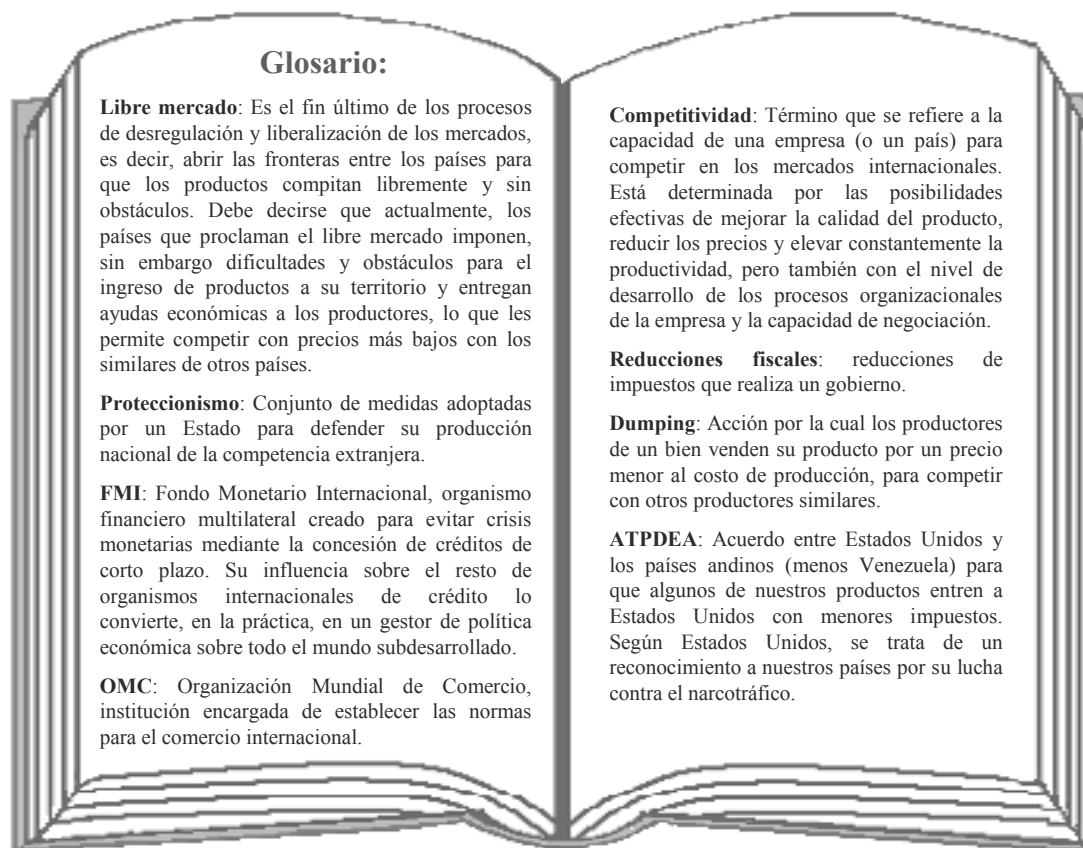 Glosario:
Libre mercado: Es el fin último de los procesos
de desregulación y liberalización de los mercados,
es decir, abrir las fronteras entre los países para
que los productos compitan libremente y sin
obstáculos. Debe decirse que actualmente, los
países que proclaman el libre mercado imponen,
sin embargo dificultades y obstáculos para el
ingreso de productos a su territorio y entregan
ayudas económicas a los productores, lo que les
permite competir con precios más bajos con los
similares de otros países.
Proteccionismo: Conjunto de medidas adoptadas
por un Estado para defender su producción
nacional de la competencia extranjera.
FMI: Fondo Monetario Internacional, organismo
financiero multilateral creado para evitar crisis
monetarias mediante la concesión de créditos de
corto plazo. Su influencia sobre el resto de
organismos internacionales de crédito lo
convierte, en la práctica, en un gestor de política
económica sobre todo el mundo subdesarrollado.
OMC: Organización Mundial de Comercio,
institución encargada de establecer las normas
para el comercio internacional.
Competitividad: Término que se refiere a la
capacidad de una empresa (o un país) para
competir en los mercados internacionales.
Está determinada por las posibilidades
efectivas de mejorar la calidad del producto,
reducir los precios y elevar constantemente la
productividad, pero también con el nivel de
desarrollo de los procesos organizacionales
de la empresa y la capacidad de negociación.
Reducciones fiscales: reducciones de
impuestos que realiza un gobierno.
Dumping: Acción por la cual los productores
de un bien venden su producto por un precio
menor al costo de producción, para competir
con otros productores similares.
ATPDEA: Acuerdo entre Estados Unidos y
los países andinos (menos Venezuela) para
que algunos de nuestros productos entren a
Estados Unidos con menores impuestos.
Según Estados Unidos, se trata de un
reconocimiento a nuestros países por su lucha
contra el narcotráfico.